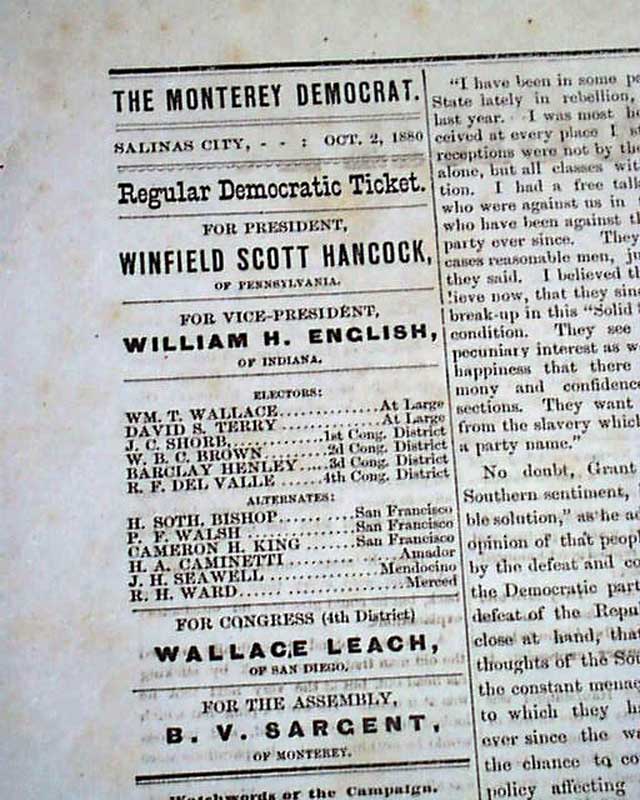 THE MONTEREY DEMOCRAT.
SALINAS CITY, - - : OCT. 2, 1880
Regular Democratic Ticket.
FOR PRESIDENT,
WINFIELD SCOTT HANCOCK,
OF PENNSYLVANIA.
FOR VICE-PRESIDENT,
WILLIAM H. ENGLISH,
OF INDIANA.
ELECTORS:
WM. T. WALLACE..............At Large
DAVID S. TERRY..............At Large
J. C. SHORB,............1st Cong. District
W. B. C. BROWN.........2d Cong. District
BARCLAY HENLEY.....3d Cong. District
R. F. DEL VALLE......4th Cong. District
ALTERNATES:
H. SOTH. BISHOP...........San Francisco
P. F. WALSH...............San Francisco
CAMERON H. KING.......San Francisco
H. A. CAMINETTI..............Amador
J. H. SEAWELL..............Mendocino
R. H. WARD......................Merced
FOR CONGRESS (4th District)
WALLACE LEACH,
OF SAN DIEGO.
FOR THE ASSEMBLY,
B. V. SARGENT,
OF MONTEREY.
Watchwords of the Campaign.
"I have been in some
State lately in rebellion,
last year. I was most
ceived at every place I
receptions were not by the
alone, but all classes
tion. I had a free
who were against us in
who have been against
party ever since. They
cases reasonable men,
they said. I believed
ieve now, that they
break-up in this "Solid
condition. They see
pecuniary interest as
happiness that there
mony and confidence
sections. They want
from the slavery which
a party name."
No doubt, Grant
Southern sentiment,
ble solution," as he
opinion of that
by the defeat and
the Democratic
defeat of the
close at hand,
thoughts of the
the constant
to which they
ever since the
the chance to
policy affecting